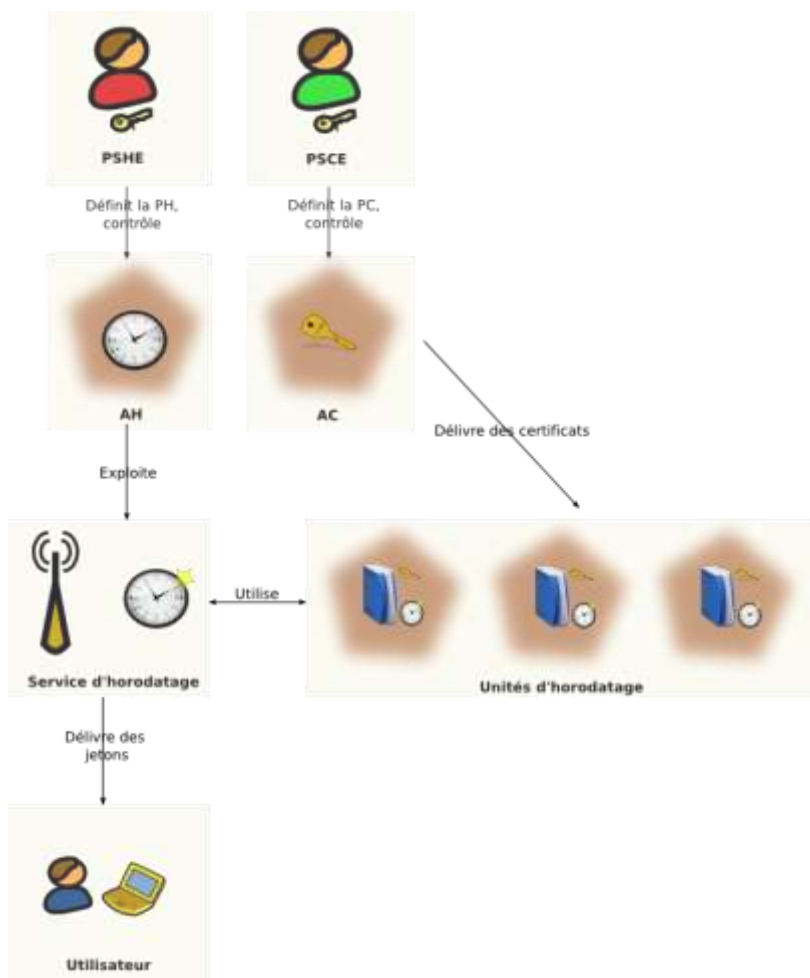 PSHE
PSCE
Définit la PH,
contrôle
Définit la PC,
contrôle
AH
AC
Délivre des certificats
Exploite
Utilise
Service d'horodatage
Unités d'horodatage
Délivre des
jetons
Utilisateur